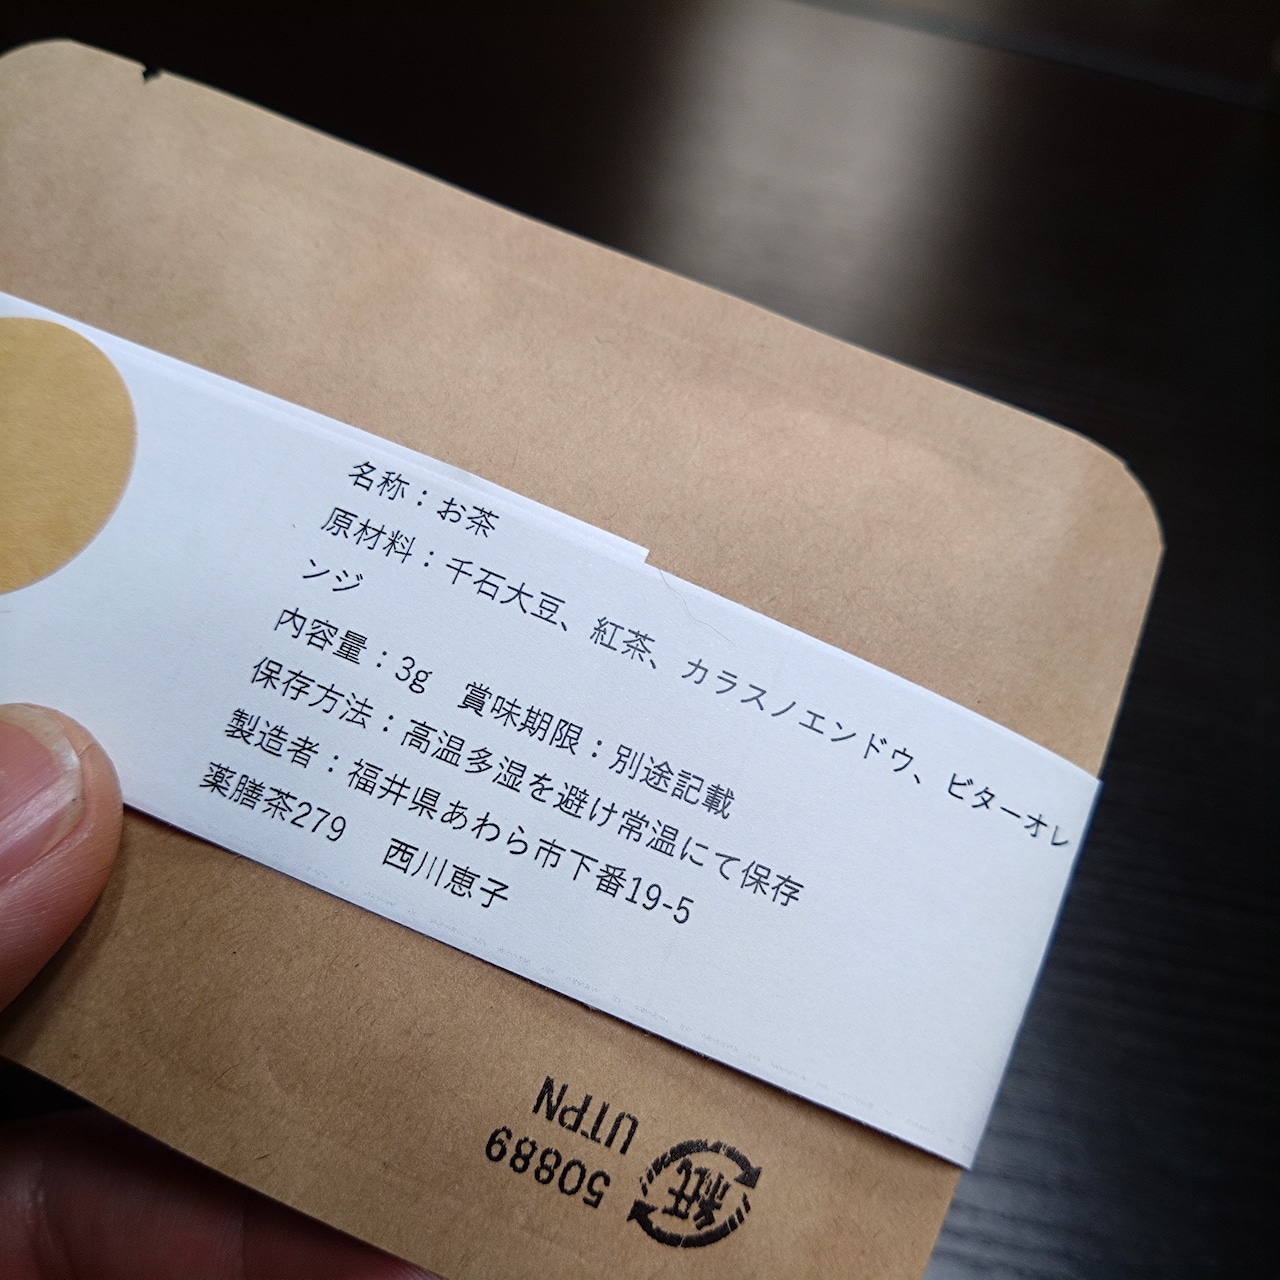 名称：お茶
原材料：千石大豆、紅茶、カラスノエンドウ、ビターオレ
ンジ
内容量：3g　賞味期限：別途記載
保存方法：高温多湿を避け常温にて保存
製造者：福井県あわら市下番19-5
薬膳茶279　西川恵子
紙
50889
UTPN